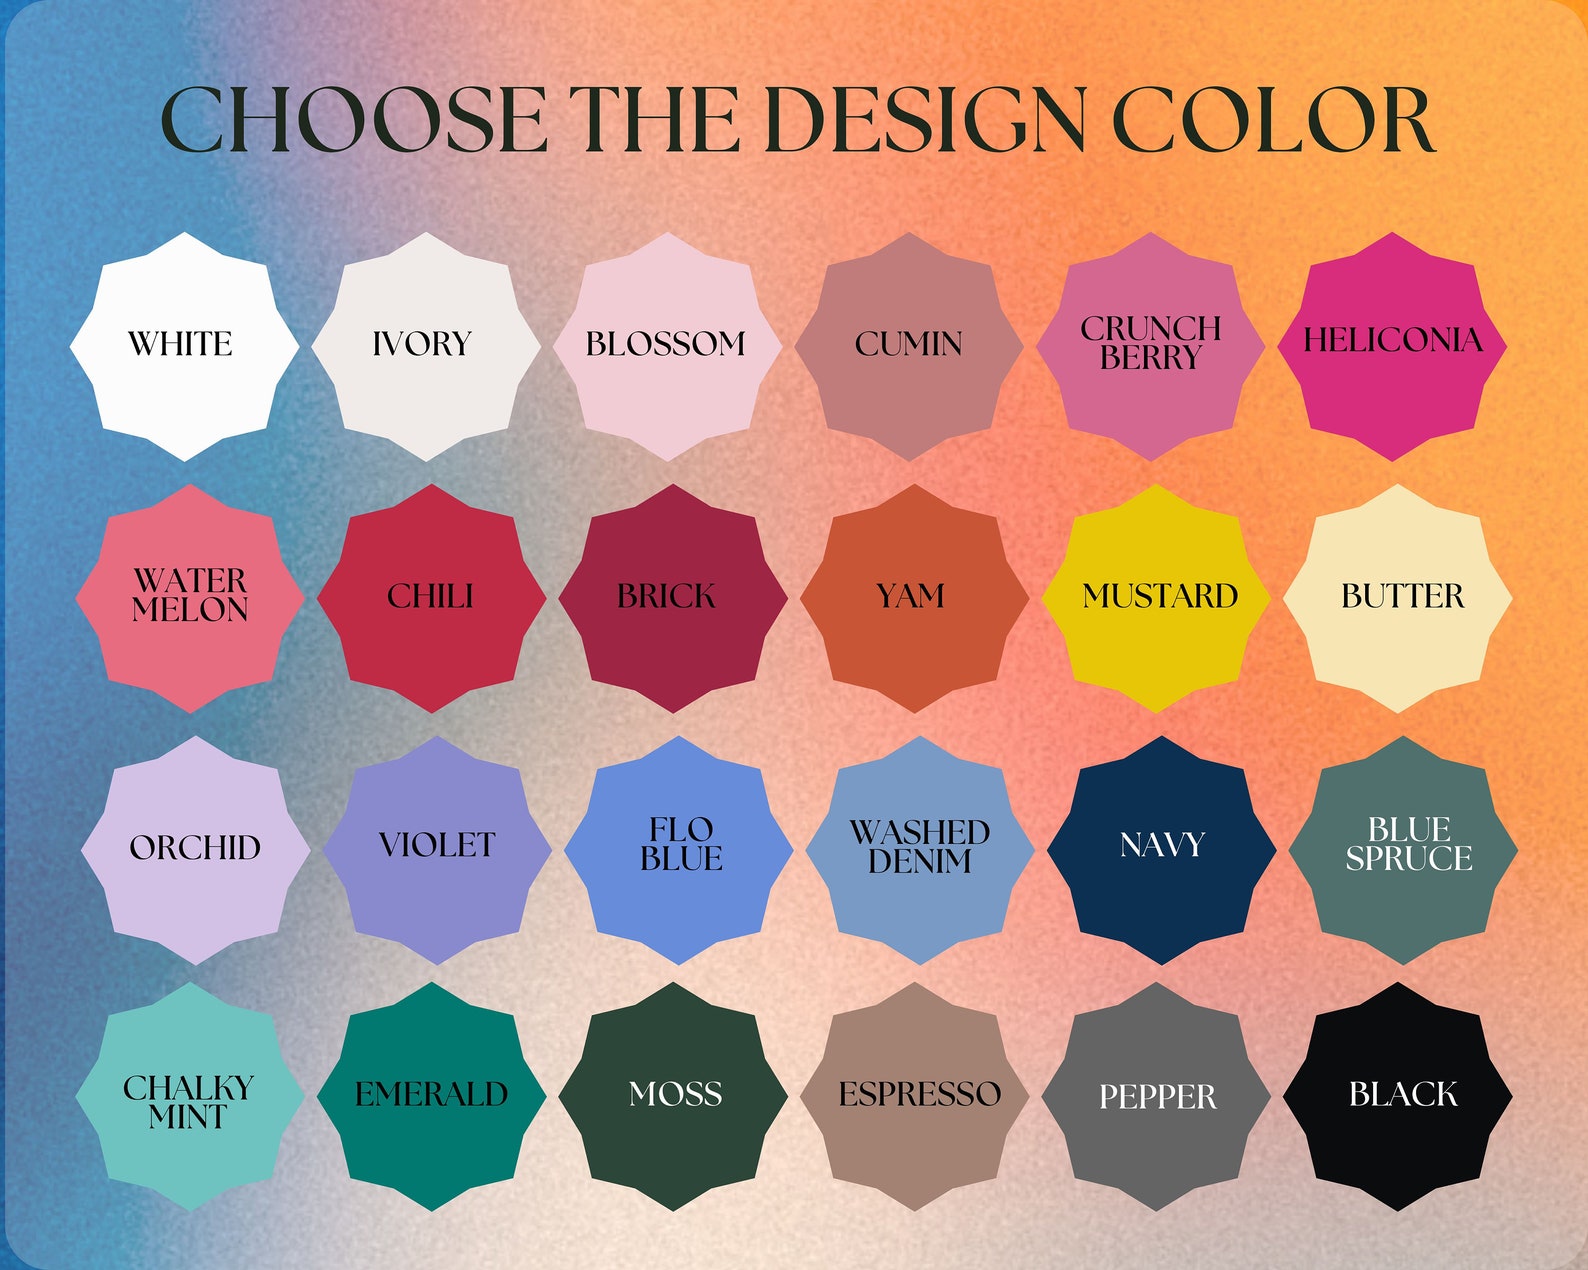 CHOOSE THE DESIGN COLOR
WHITE
IVORY
BLOSSOM
CUMIN
CRUNCH
BERRY
HELICONIA
WATER
MELON
CHILI
BRICK
YAM
MUSTARD
BUTTER
ORCHID
VIOLET
FLO
BLUE
WASHED
DENIM
NAVY
BLUE
SPRUCE
CHALKY
MINT
EMERALD
MOSS
ESPRESSO
PEPPER
BLACK